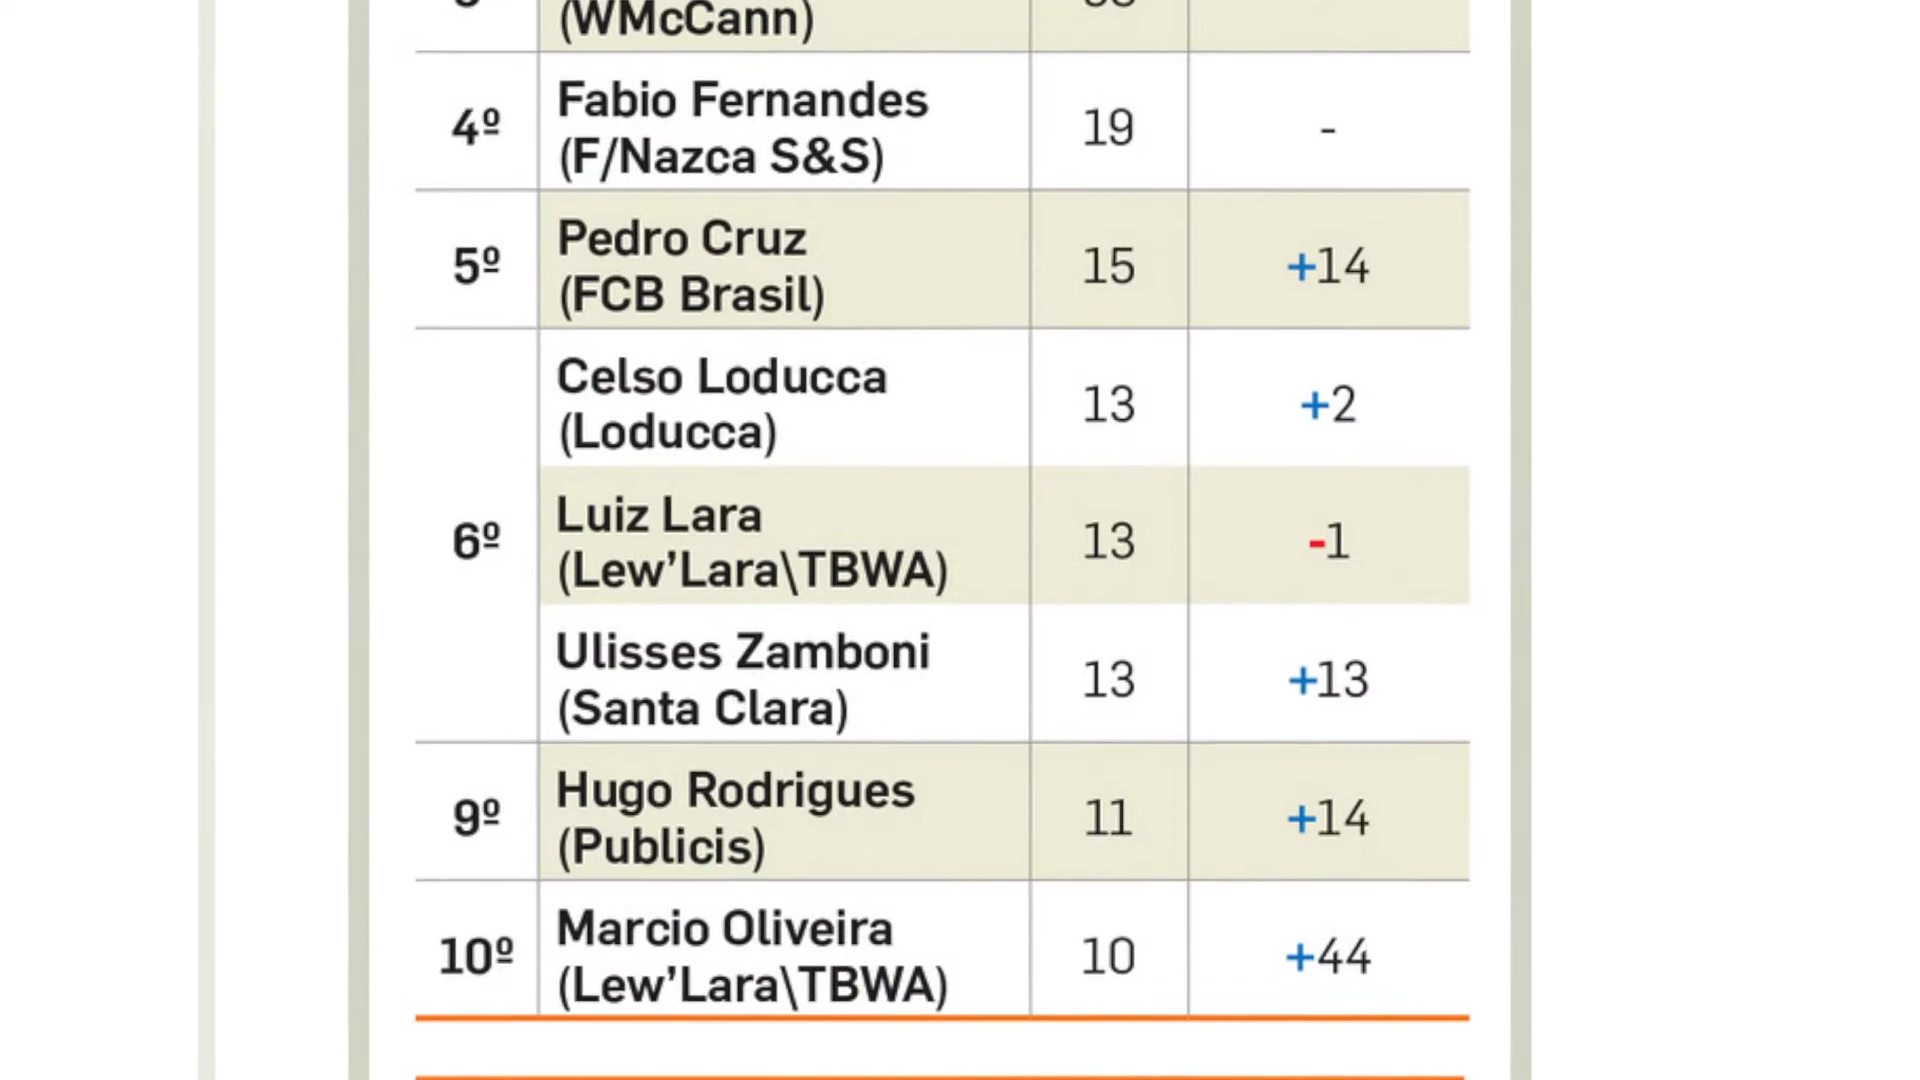 (WMcCann)
4º Fabio Fernandes
(F/Nazca S&S) 19 -
5º Pedro Cruz
(FCB Brasil) 15 +14
Celso Loducca
(Loducca) 13 +2
6º Luiz Lara
(Lew’Lara\TBWA) 13 -1
Ulisses Zamboni
(Santa Clara) 13 +13
9º Hugo Rodrigues
(Publicis) 11 +14
10º Marcio Oliveira
(Lew’Lara\TBWA) 10 +44